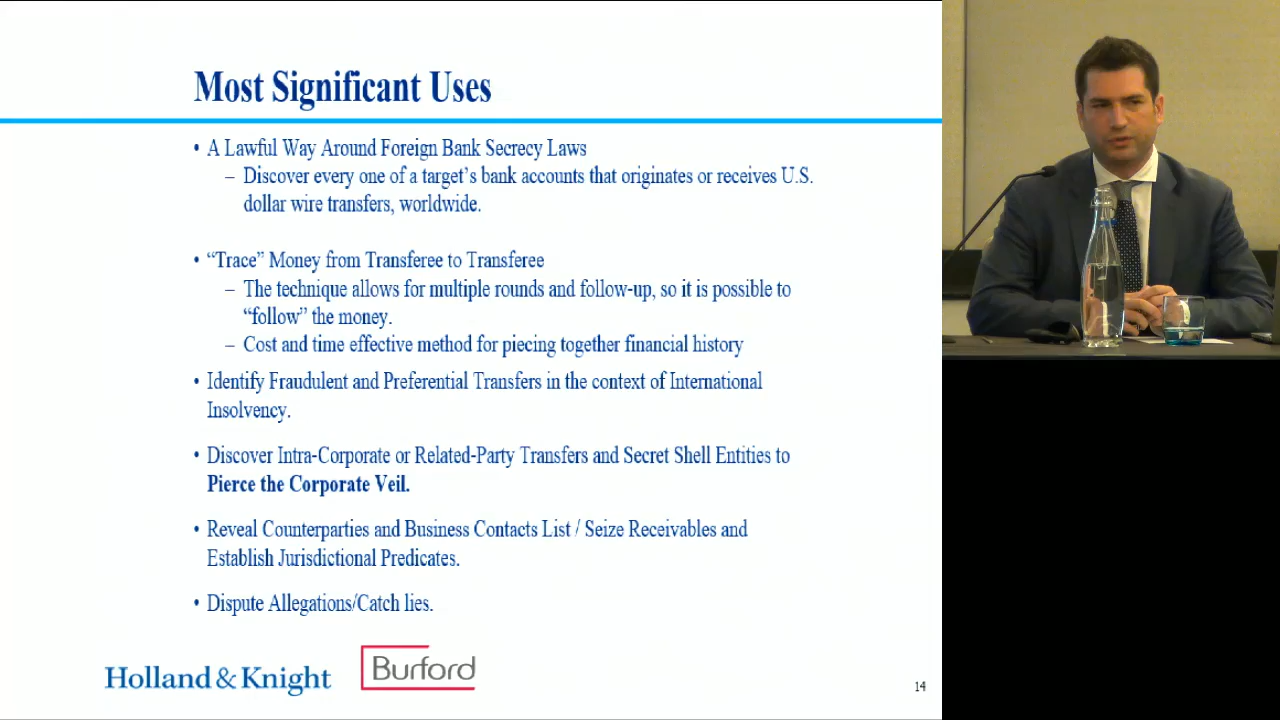 Most Significant Uses
• A Lawful Way Around Foreign Bank Secrecy Laws
– Discover every one of a target’s bank accounts that originates or receives U.S.
dollar wire transfers, worldwide.
• “Trace” Money from Transferee to Transferee
– The technique allows for multiple rounds and follow-up, so it is possible to
“follow” the money.
– Cost and time effective method for piecing together financial history
• Identify Fraudulent and Preferential Transfers in the context of International
Insolvency.
• Discover Intra-Corporate or Related-Party Transfers and Secret Shell Entities to
Pierce the Corporate Veil.
• Reveal Counterparties and Business Contacts List / Seize Receivables and
Establish Jurisdictional Predicates.
• Dispute Allegations/Catch lies.
Holland & Knight
Burford
14